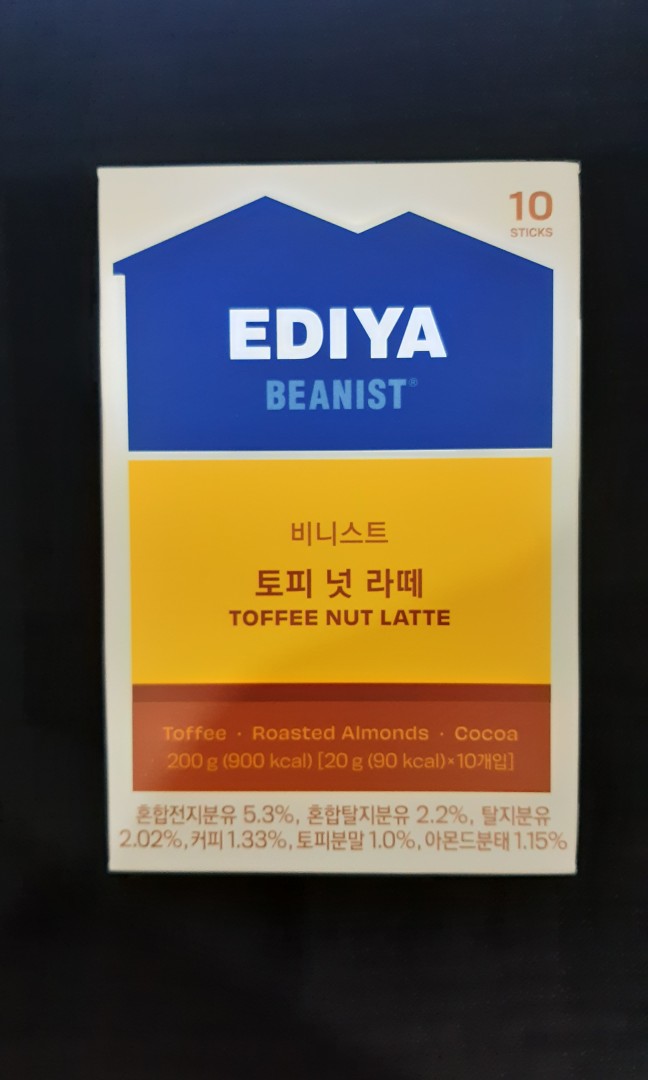 10
STICKS
EDIYA
BEANIST®
비니스트
토피 넛 라떼
TOFFEE NUT LATTE
Toffee · Roasted Almonds · Cocoa
200 g (900 kcal) [20 g (90 kcal)×10개입]
혼합전지분유 5.3%, 혼합탈지분유 2.2%, 탈지분유
2.02%, 커피 1.33%, 토피분말 1.0%, 아몬드분태 1.15%